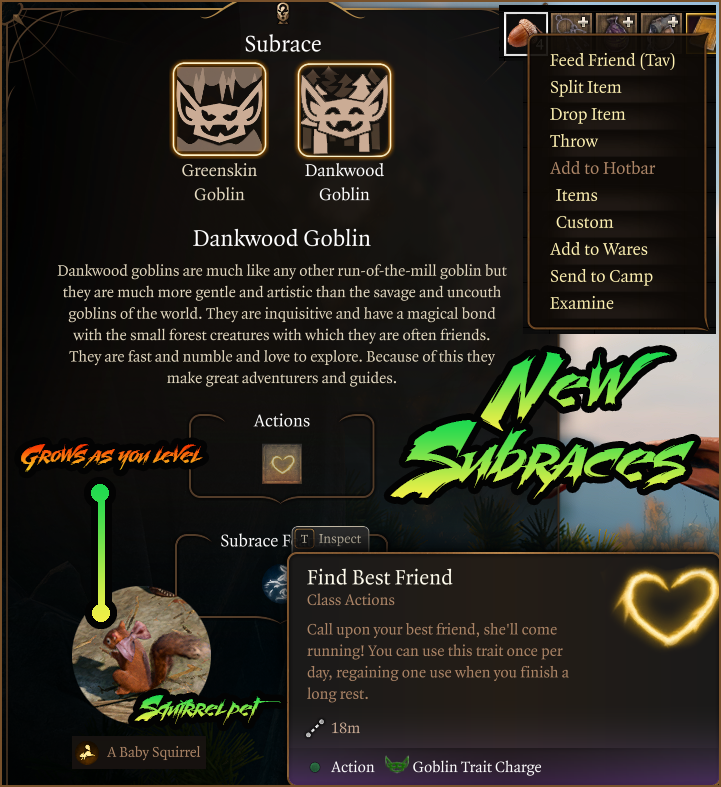 Subrace
Greenskin
Goblin
Dankwood
Goblin
Dankwood Goblin
Dankwood goblins are much like any other run-of-the-mill goblin but
they are much more gentle and artistic than the savage and uncouth
goblins of the world. They are inquisitive and have a magical bond
with the small forest creatures with which they are often friends.
They are fast and numble and love to explore. Because of this they
make great adventurers and guides.
4
Feed Friend (Tav)
Split Item
Drop Item
Throw
Add to Hotbar
Items
Custom
Add to Wares
Send to Camp
Examine
New
Subraces
Actions
Grows as you level
Subrace F
T Inspect
Find Best Friend
Class Actions
Call upon your best friend, she'll come
running! You can use this trait once per
day, regaining one use when you finish a
long rest.
18m
Action Goblin Trait Charge
Squirrel pet
A Baby Squirrel